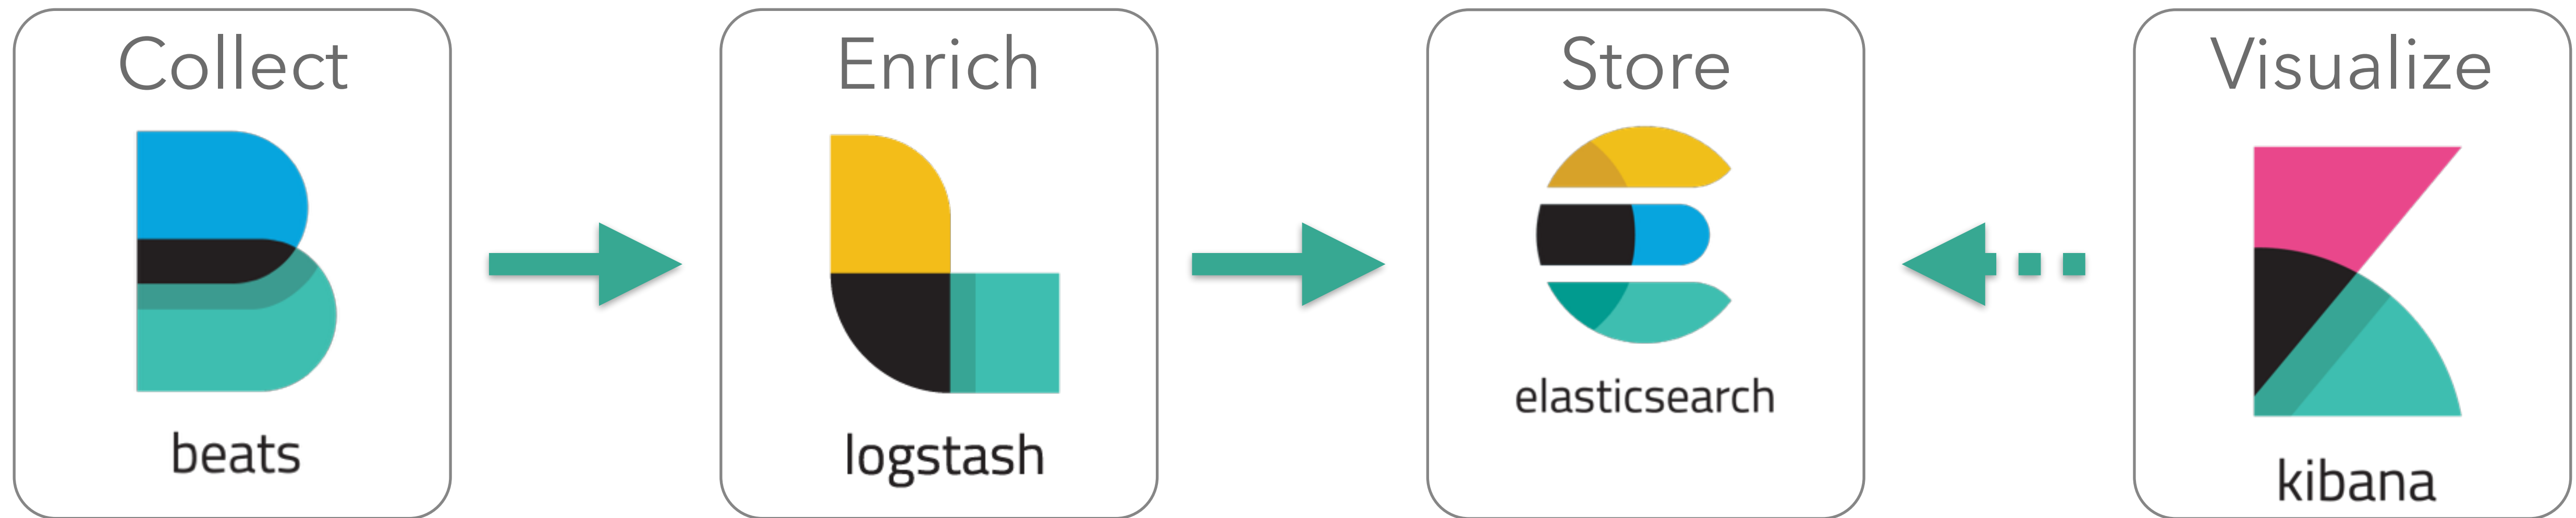 Collect
beats
Enrich
logstash
Store
elasticsearch
Visualize
kibana